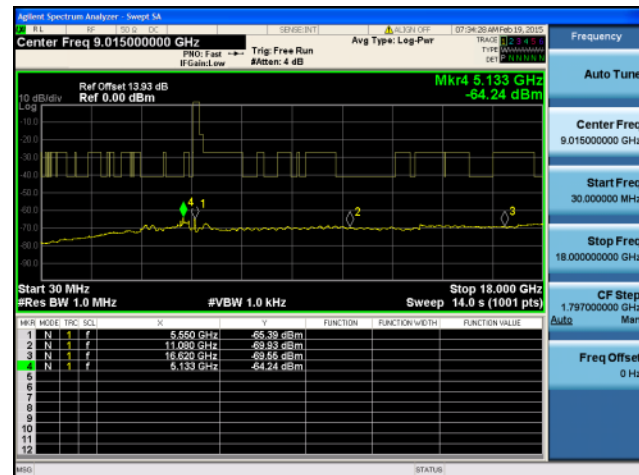 Agilent Spectrum Analyzer - Swept SA
RL RF 50 Ω DC SENSE:INT ALIGN OFF 07:34:28 AM Feb 19, 2015
Center Freq 9.015000000 GHz
PNO: Fast Trig: Free Run Avg Type: Log-Pwr TRACE 1 2 3 4 5 6
IFGain:Low #Atten: 4 dB TYPE
DET P N N N N N
Mkr4 5.133 GHz
-64.24 dBm
Ref Offset 13.93 dB
10 dB/div Ref 0.00 dBm
Log
-10.0
-20.0
-30.0
-40.0
-50.0
-60.0
-70.0
-80.0
-90.0
4 1 2 3
Start 30 MHz Stop 18.000 GHz
#Res BW 1.0 MHz #VBW 1.0 kHz Sweep 14.0 s (1001 pts)
MKR MODE TRC SCL X Y FUNCTION FUNCTION WIDTH FUNCTION VALUE
1 N 1 f 5.550 GHz -65.39 dBm
2 N 1 f 11.080 GHz -69.93 dBm
3 N 1 f 16.620 GHz -69.55 dBm
4 N 1 f 5.133 GHz -64.24 dBm
5
6
7
8
9
10
11
12
MSG STATUS
Frequency
Auto Tune
Center Freq
9.015000000 GHz
Start Freq
30.000000 MHz
Stop Freq
18.000000000 GHz
CF Step
1.797000000 GHz
Auto Man
Freq Offset
0 Hz